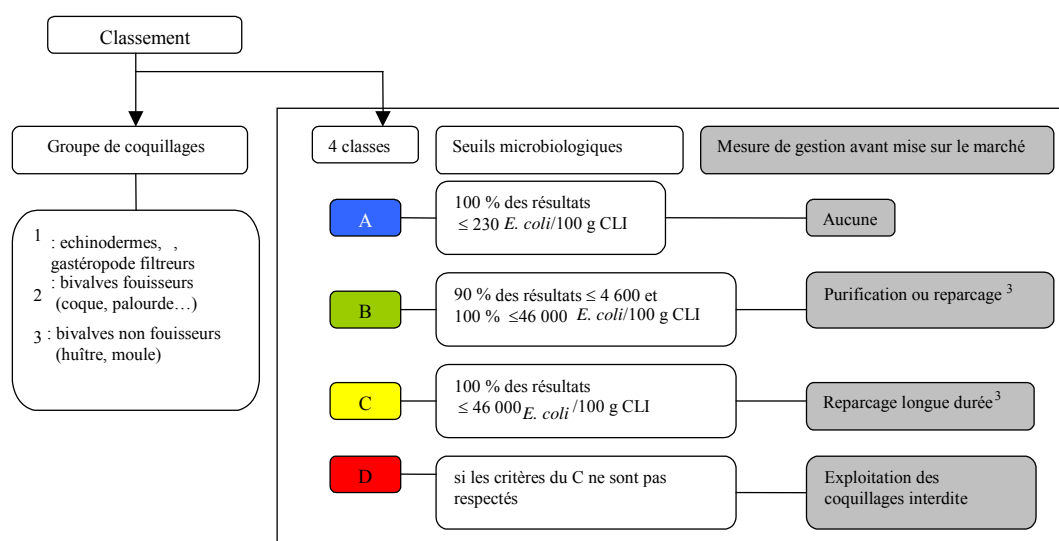 Classement
Groupe de coquillages
1 : echinodermes, ,
gastéropode filtreurs
2 : bivalves fouisseurs
(coque, palourde…)
3 : bivalves non fouisseurs
(huître, moule)
4 classes
Seuils microbiologiques
Mesure de gestion avant mise sur le marché
A
100 % des résultats
≤ 230 E. coli/100 g CLI
Aucune
B
90 % des résultats ≤ 4 600 et
100 % ≤46 000 E. coli/100 g CLI
Purification ou reparcage 3
C
100 % des résultats
≤ 46 000 E. coli /100 g CLI
Reparcage longue durée 3
D
si les critères du C ne sont pas
respectés
Exploitation des
coquillages interdite